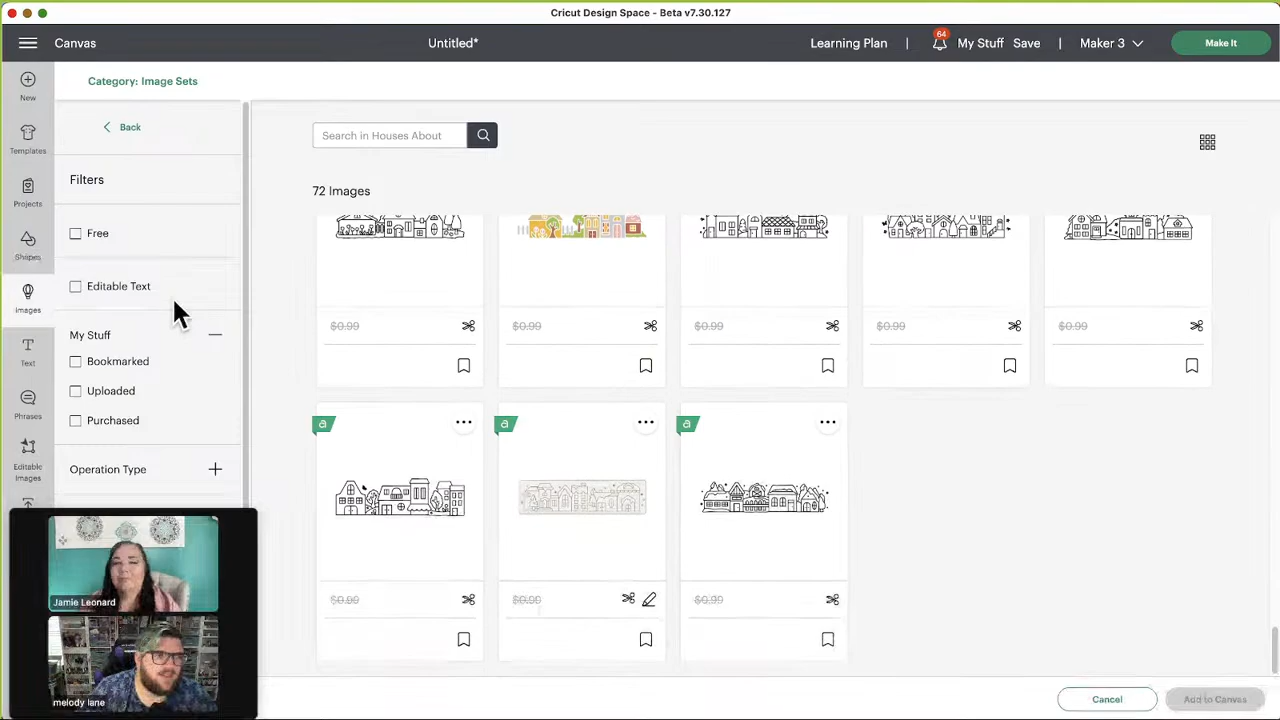 Cricut Design Space - Beta v7.30.127
Canvas
Untitled*
Learning Plan | 64 My Stuff Save | Maker 3 Make It
Category: Image Sets
New
Templates
Projects
Shapes
Images
Text
Phrases
Editable
Images
Back
Filters
Free
Editable Text
My Stuff
Bookmarked
Uploaded
Purchased
Operation Type
Search in Houses About
72 Images
$0.99 $0.99 $0.99 $0.99 $0.99
a a a
$0.99 $0.99 $0.99
Jamie Leonard
melody lane
Cancel Add to Canvas